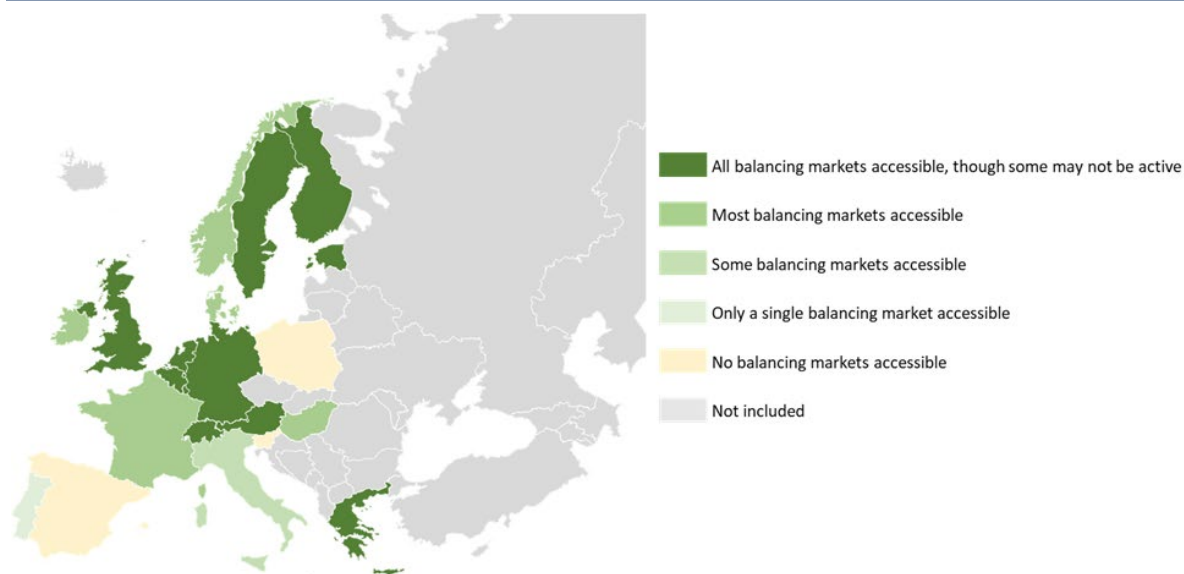 All balancing markets accessible, though some may not be active
Most balancing markets accessible
Some balancing markets accessible
Only a single balancing market accessible
No balancing markets accessible
Not included